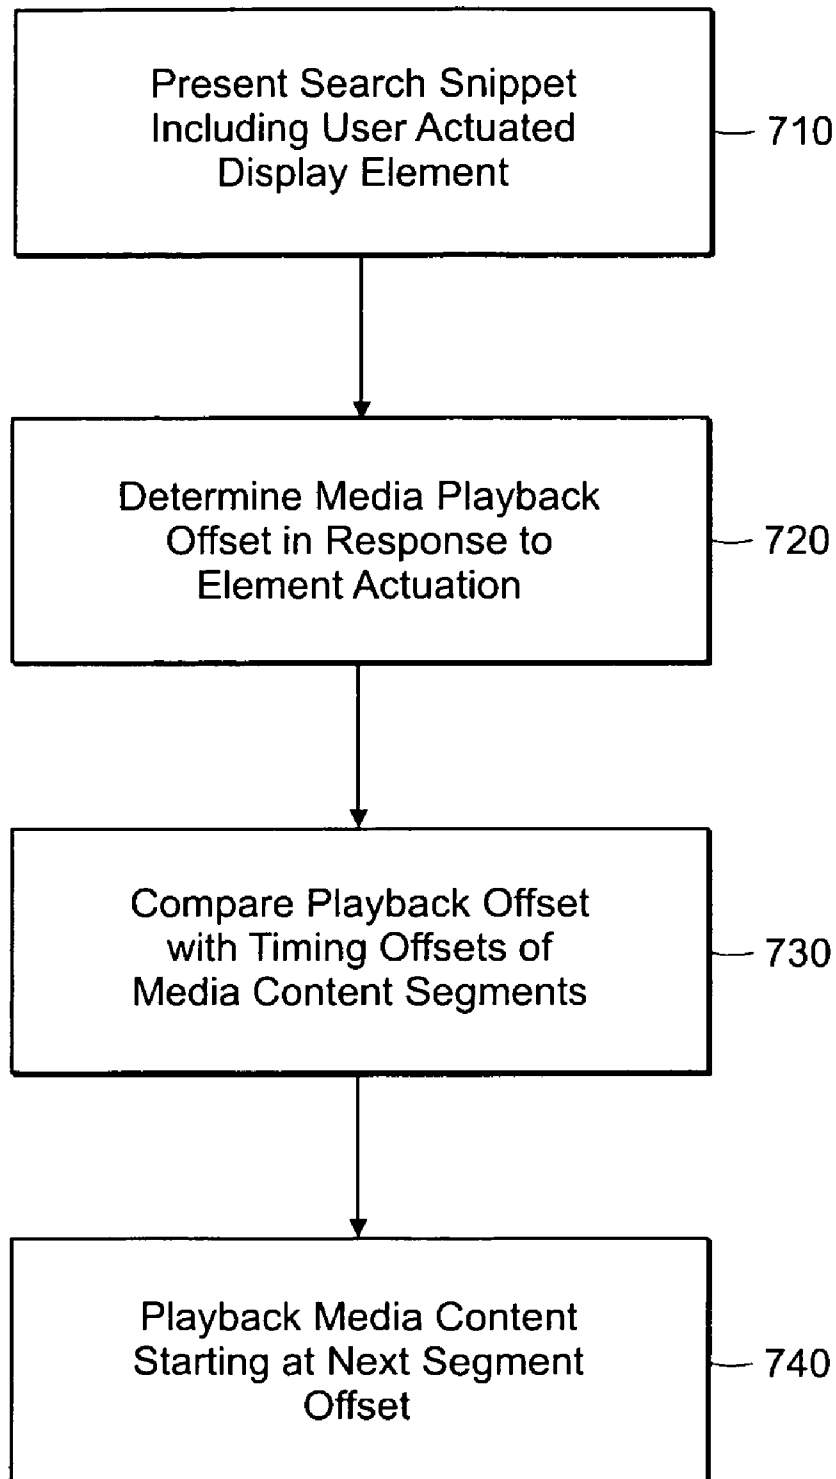 Present Search Snippet
Including User Actuated
Display Element
710
Determine Media Playback
Offset in Response to
Element Actuation
720
Compare Playback Offset
with Timing Offsets of
Media Content Segments
730
Playback Media Content
Starting at Next Segment
Offset
740